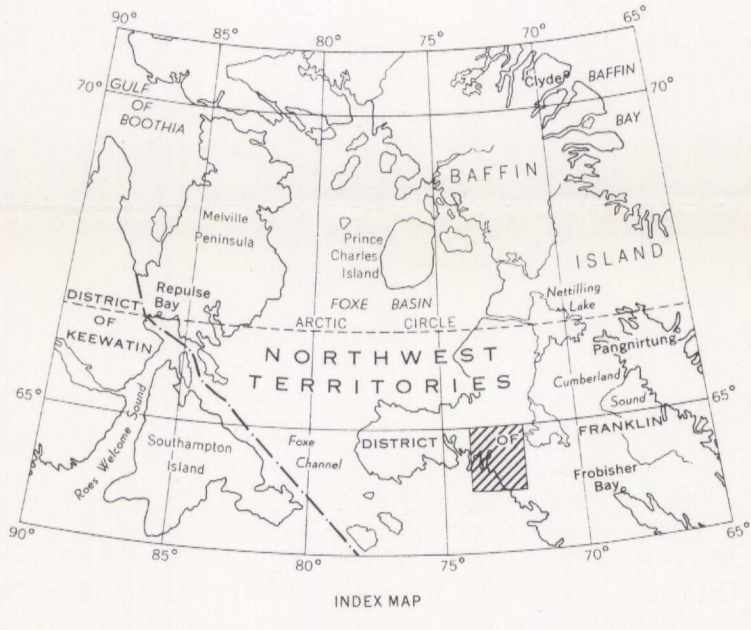 90°
85°
80°
75°
70°
65°
70°
GULF
OF
BOOTHIA
Clyde
BAFFIN
70°
BAY
BAFFIN
ISLAND
Melville
Peninsula
Prince
Charles
Island
FOXE BASIN
Nettilling
Lake
Repulse
Bay
ARCTIC CIRCLE
DISTRICT
OF
KEEWATIN
NORTHWEST
TERRITORIES
Pangnirtung
Cumberland
Sound
65°
65°
Roes Welcome Sound
Southampton
Island
Foxe
Channel
DISTRICT OF FRANKLIN
Frobisher
Bay
90°
85°
80°
75°
70°
65°
INDEX MAP